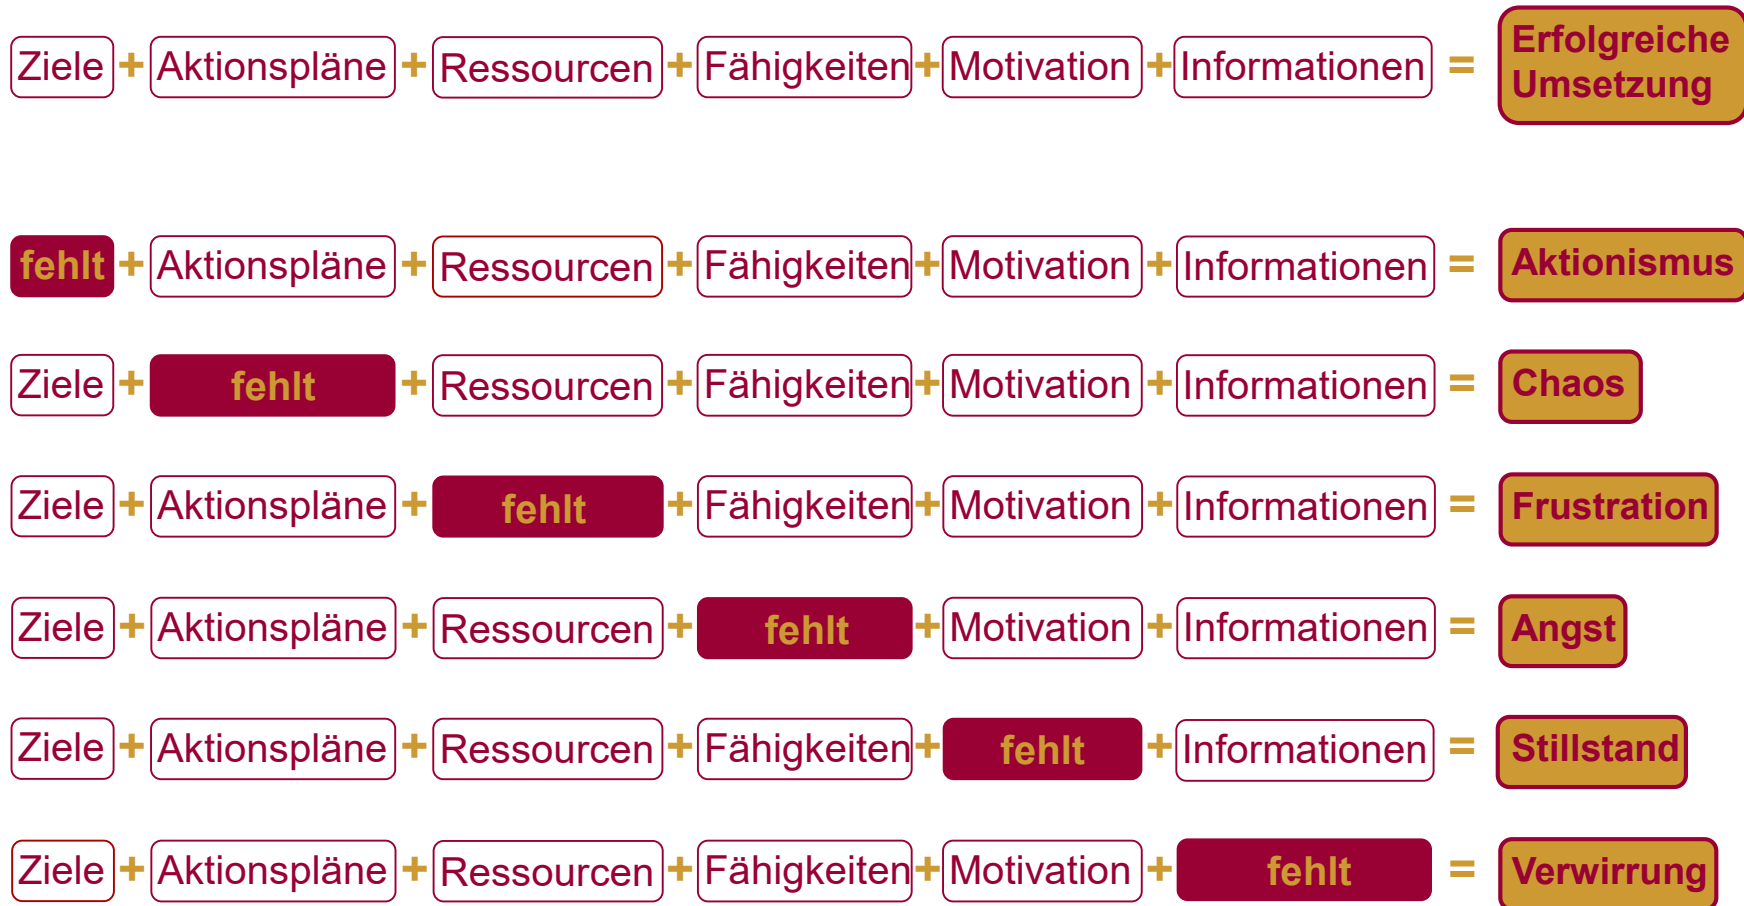 Ziele + Aktionspläne + Ressourcen + Fähigkeiten + Motivation + Informationen = Erfolgreiche
Umsetzung
fehlt + Aktionspläne + Ressourcen + Fähigkeiten + Motivation + Informationen = Aktionismus
Ziele + fehlt + Ressourcen + Fähigkeiten + Motivation + Informationen = Chaos
Ziele + Aktionspläne + fehlt + Fähigkeiten + Motivation + Informationen = Frustration
Ziele + Aktionspläne + Ressourcen + fehlt + Motivation + Informationen = Angst
Ziele + Aktionspläne + Ressourcen + Fähigkeiten + fehlt + Informationen = Stillstand
Ziele + Aktionspläne + Ressourcen + Fähigkeiten + Motivation + fehlt = Verwirrung